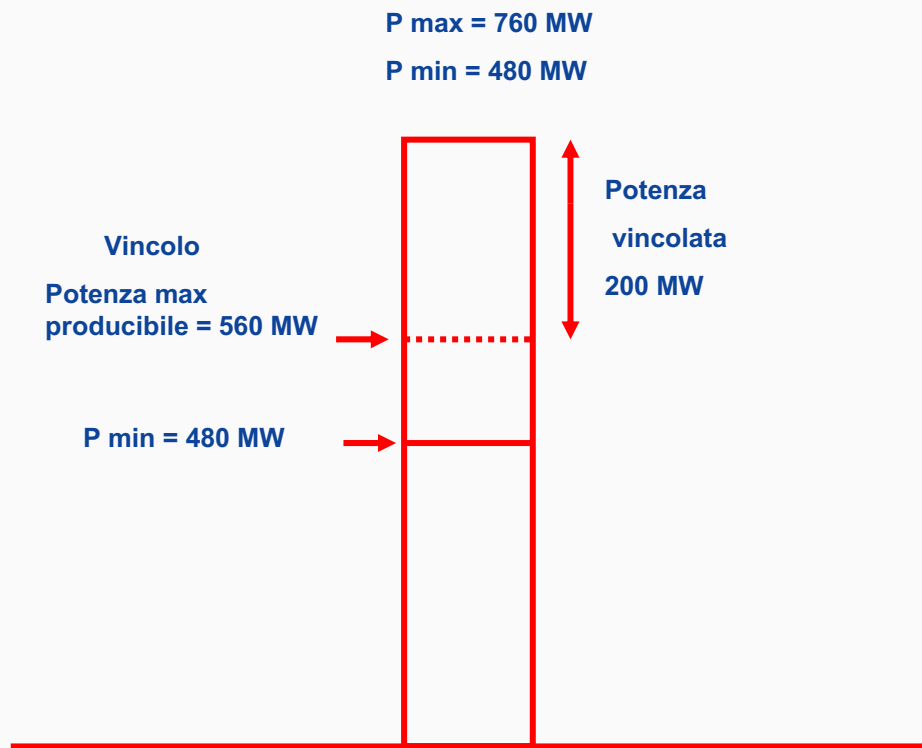 P max = 760 MW
P min = 480 MW
Potenza
vincolata
200 MW
Vincolo
Potenza max
producibile = 560 MW
P min = 480 MW